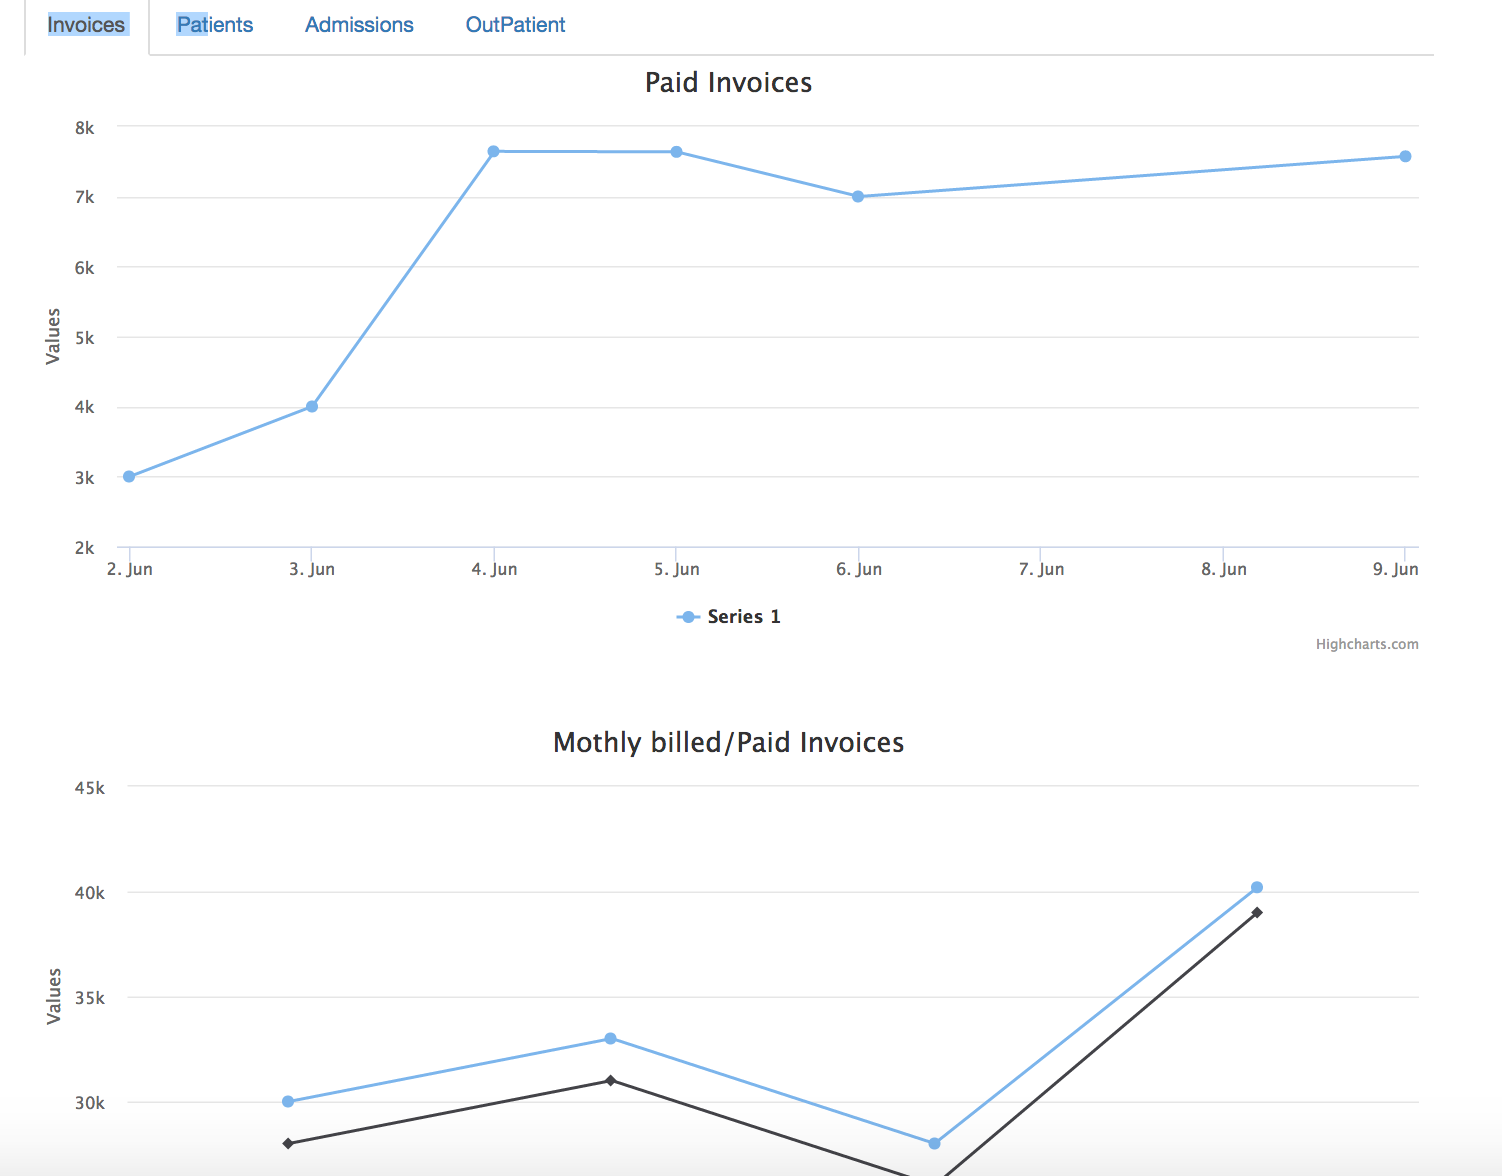 Invoices Patients Admissions OutPatient
Paid Invoices
8k
7k
6k
5k
4k
3k
2k
Values
2. Jun 3. Jun 4. Jun 5. Jun 6. Jun 7. Jun 8. Jun 9. Jun
Series 1
Highcharts.com
Mothly billed/Paid Invoices
45k
40k
35k
30k
Values